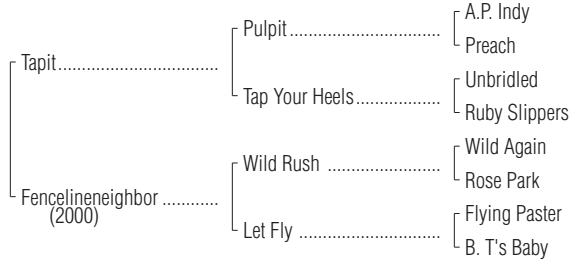 A.P. Indy
Pulpit
Preach
Tapit
Unbridled
Tap Your Heels
Ruby Slippers
Wild Again
Wild Rush
Rose Park
Fencelineneighbor
(2000)
Flying Paster
Let Fly
B. T's Baby